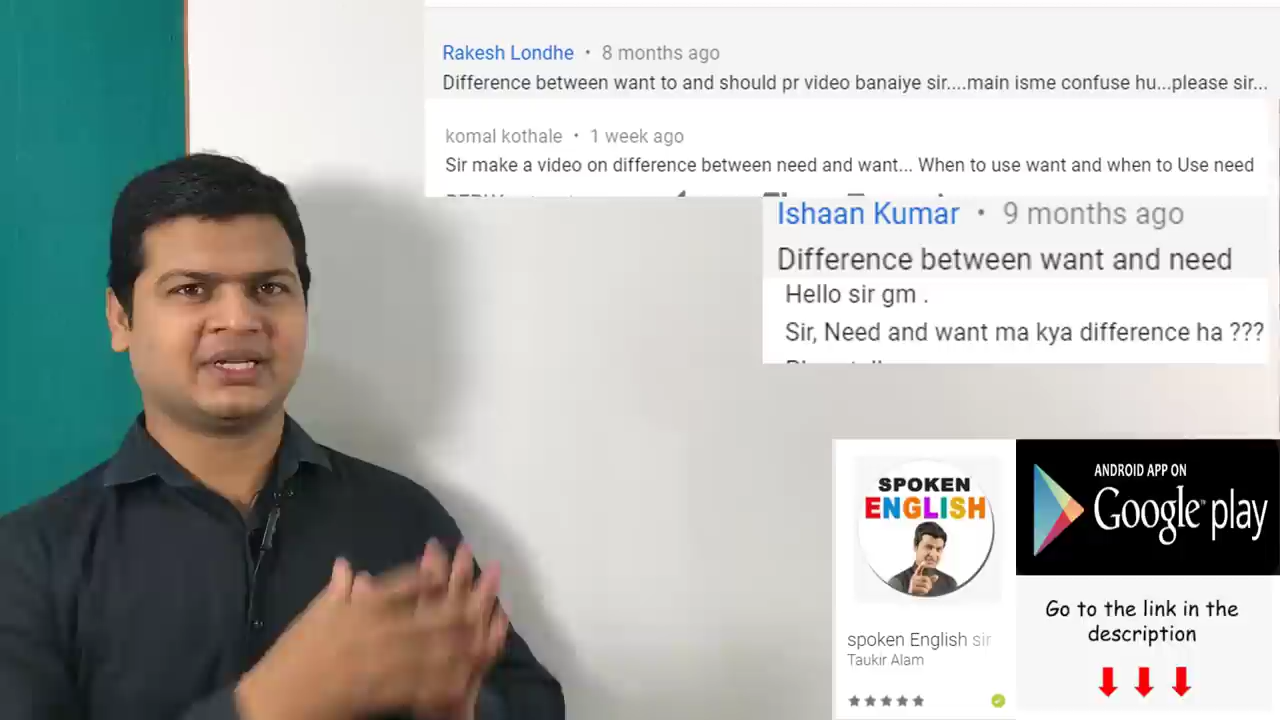 Rakesh Londhe • 8 months ago
Difference between want to and should pr video banaiye sir....main isme confuse hu...please sir...
komal kothale • 1 week ago
Sir make a video on difference between need and want... When to use want and when to Use need
Ishaan Kumar • 9 months ago
Difference between want and need
Hello sir gm .
Sir, Need and want ma kya difference ha ???
SPOKEN
ENGLISH
spoken English sir
Taukir Alam
ANDROID APP ON
Google play
Go to the link in the
description